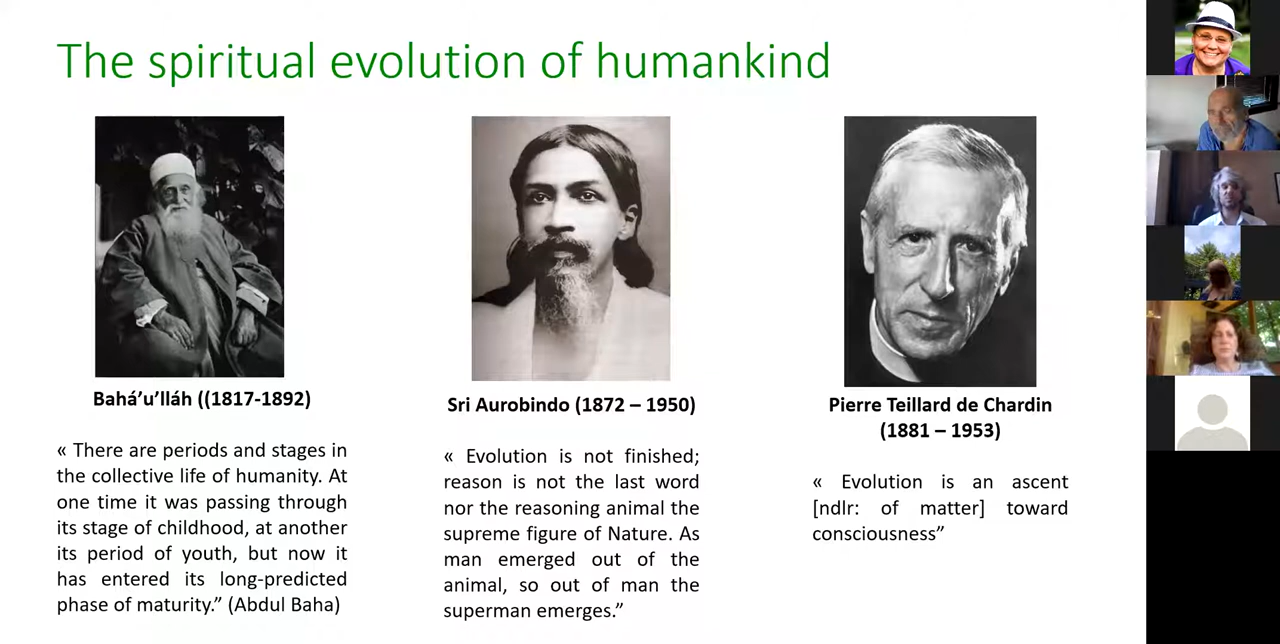 The spiritual evolution of humankind
Bahá’u’lláh ((1817-1892)
« There are periods and stages in
the collective life of humanity. At
one time it was passing through
its stage of childhood, at another
its period of youth, but now it
has entered its long-predicted
phase of maturity.” (Abdul Baha)
Sri Aurobindo (1872 – 1950)
« Evolution is not finished;
reason is not the last word
nor the reasoning animal the
supreme figure of Nature. As
man emerged out of the
animal, so out of man the
superman emerges.”
Pierre Teillard de Chardin
(1881 – 1953)
« Evolution is an ascent
[ndlr: of matter] toward
consciousness”